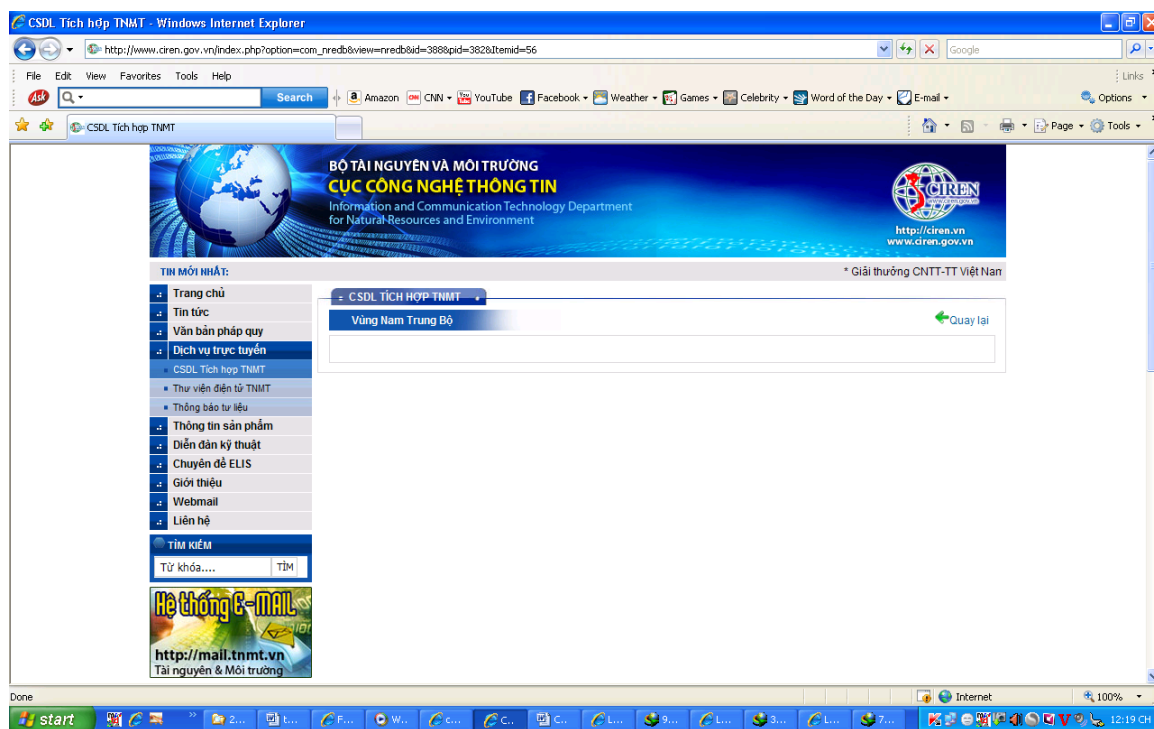 CSDL Tích hợp TNMT - Windows Internet Explorer
http://www.ciren.gov.vn/index.php?option=com_nredb&view=nredb&id=388&pid=382&Itemid=56
Google
File Edit View Favorites Tools Help
Links
Ask
Search
Amazon CNN YouTube Facebook Weather Games Celebrity Word of the Day E-mail
Options
CSDL Tích hợp TNMT
Page Tools
BỘ TÀI NGUYÊN VÀ MÔI TRƯỜNG
CỤC CÔNG NGHỆ THÔNG TIN
Information and Communication Technology Department
for Natural Resources and Environment
CIREN
http://ciren.vn
www.ciren.gov.vn
TIN MỚI NHẤT:
* Giải thưởng CNTT-TT Việt Nam
Trang chủ
Tin tức
Văn bản pháp quy
Dịch vụ trực tuyến
CSDL Tích hợp TNMT
Thư viện điện tử TNMT
Thông báo tư liệu
Thông tin sản phẩm
Diễn đàn kỹ thuật
Chuyên đề ELIS
Giới thiệu
Webmail
Liên hệ
CSDL TÍCH HỢP TNMT
Vùng Nam Trung Bộ
Quay lại
TÌM KIẾM
Từ khóa....
TÌM
Hệ thống E-MAIL
http://mail.tnmt.vn
Tài nguyên & Môi trường
Done
Internet
100%
start
2...
t...
F...
W..
c...
C..
C...
L...
9...
L...
3...
L...
7...
12:19 CH